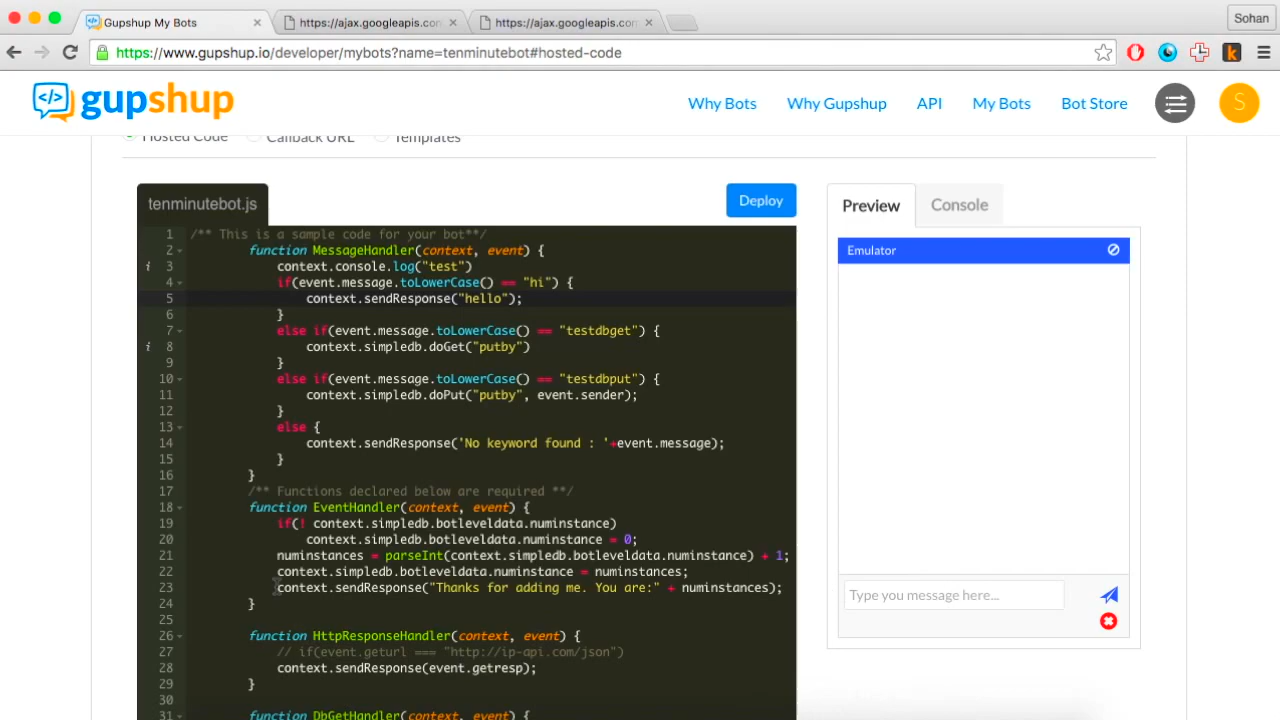 Gupshup My Bots
https://ajax.googleapis.con
https://ajax.googleapis.com
Sohan
https://www.gupshup.io/developer/mybots?name=tenminutebot#hosted-code
gupshup
Why Bots
Why Gupshup
API
My Bots
Bot Store
S
Hosted Code
Callback URL
Templates
tenminutebot.js
Deploy
1 /** This is a sample code for your bot**/
2 function MessageHandler(context, event) {
3 context.console.log("test")
4 if(event.message.toLowerCase() == "hi") {
5 context.sendResponse("hello");
6 }
7 else if(event.message.toLowerCase() == "testdbget") {
8 context.simpledb.doGet("putby")
9 }
10 else if(event.message.toLowerCase() == "testdbput") {
11 context.simpledb.doPut("putby", event.sender);
12 }
13 else {
14 context.sendResponse('No keyword found : '+event.message);
15 }
16 }
17 /** Functions declared below are required **/
18 function EventHandler(context, event) {
19 if(! context.simpledb.botleveldata.numinstance)
20 context.simpledb.botleveldata.numinstance = 0;
21 numinstances = parseInt(context.simpledb.botleveldata.numinstance) + 1;
22 context.simpledb.botleveldata.numinstance = numinstances;
23 context.sendResponse("Thanks for adding me. You are:" + numinstances);
24 }
25
26 function HttpResponseHandler(context, event) {
27 // if(event.geturl === "http://ip-api.com/json")
28 context.sendResponse(event.getresp);
29 }
30
31 function DbGetHandler(context, event) {
Preview
Console
Emulator
Type you message here...